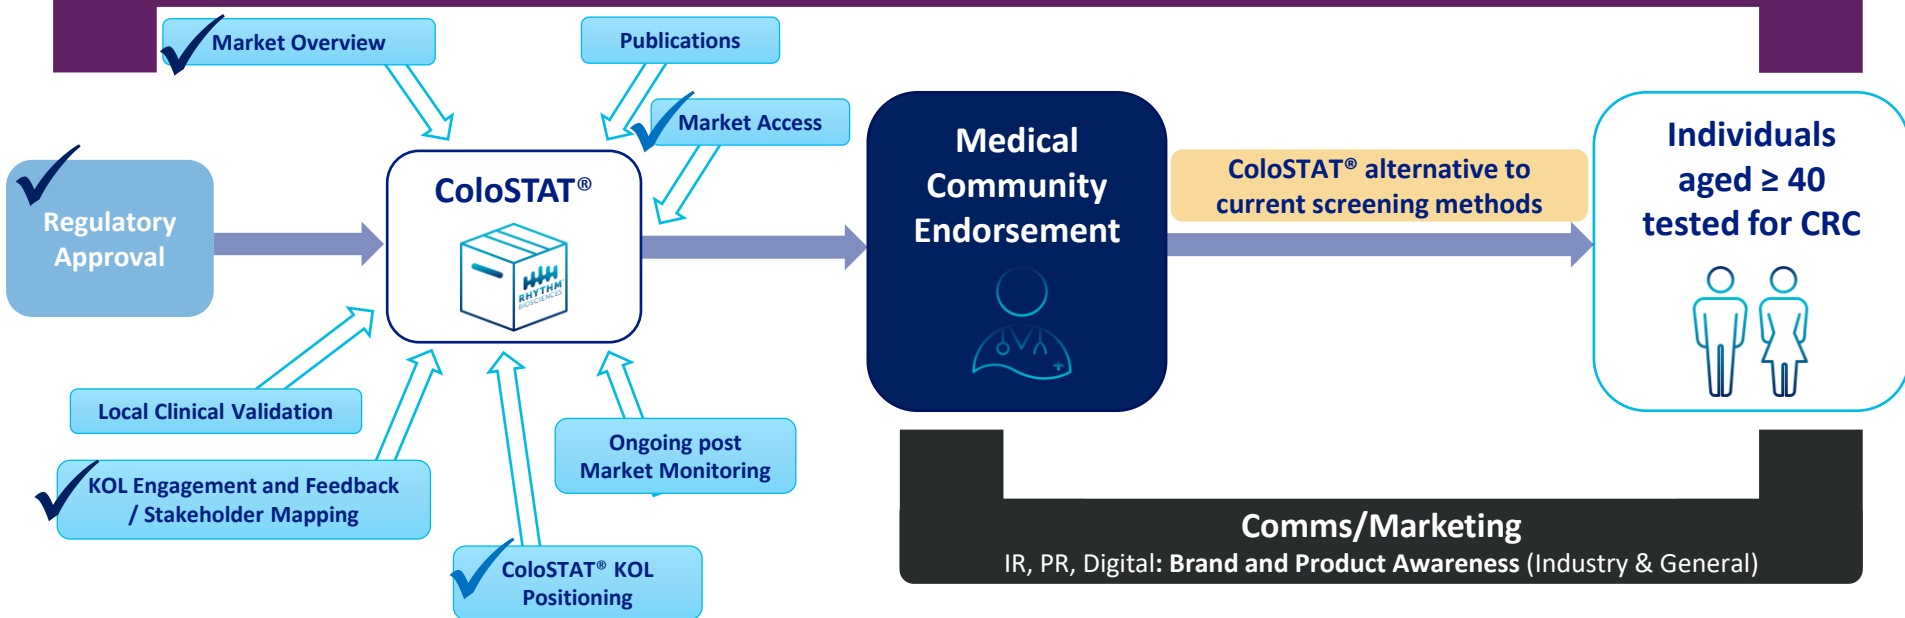 Market Overview
Publications
Market Access
Regulatory
Approval
ColoSTAT®
RHYTHM
BIOSCIENCES
Medical
Community
Endorsement
ColoSTAT® alternative to
current screening methods
Individuals
aged ≥ 40
tested for CRC
Local Clinical Validation
KOL Engagement and Feedback
/ Stakeholder Mapping
ColoSTAT® KOL
Positioning
Ongoing post
Market Monitoring
Comms/Marketing
IR, PR, Digital: Brand and Product Awareness (Industry & General)